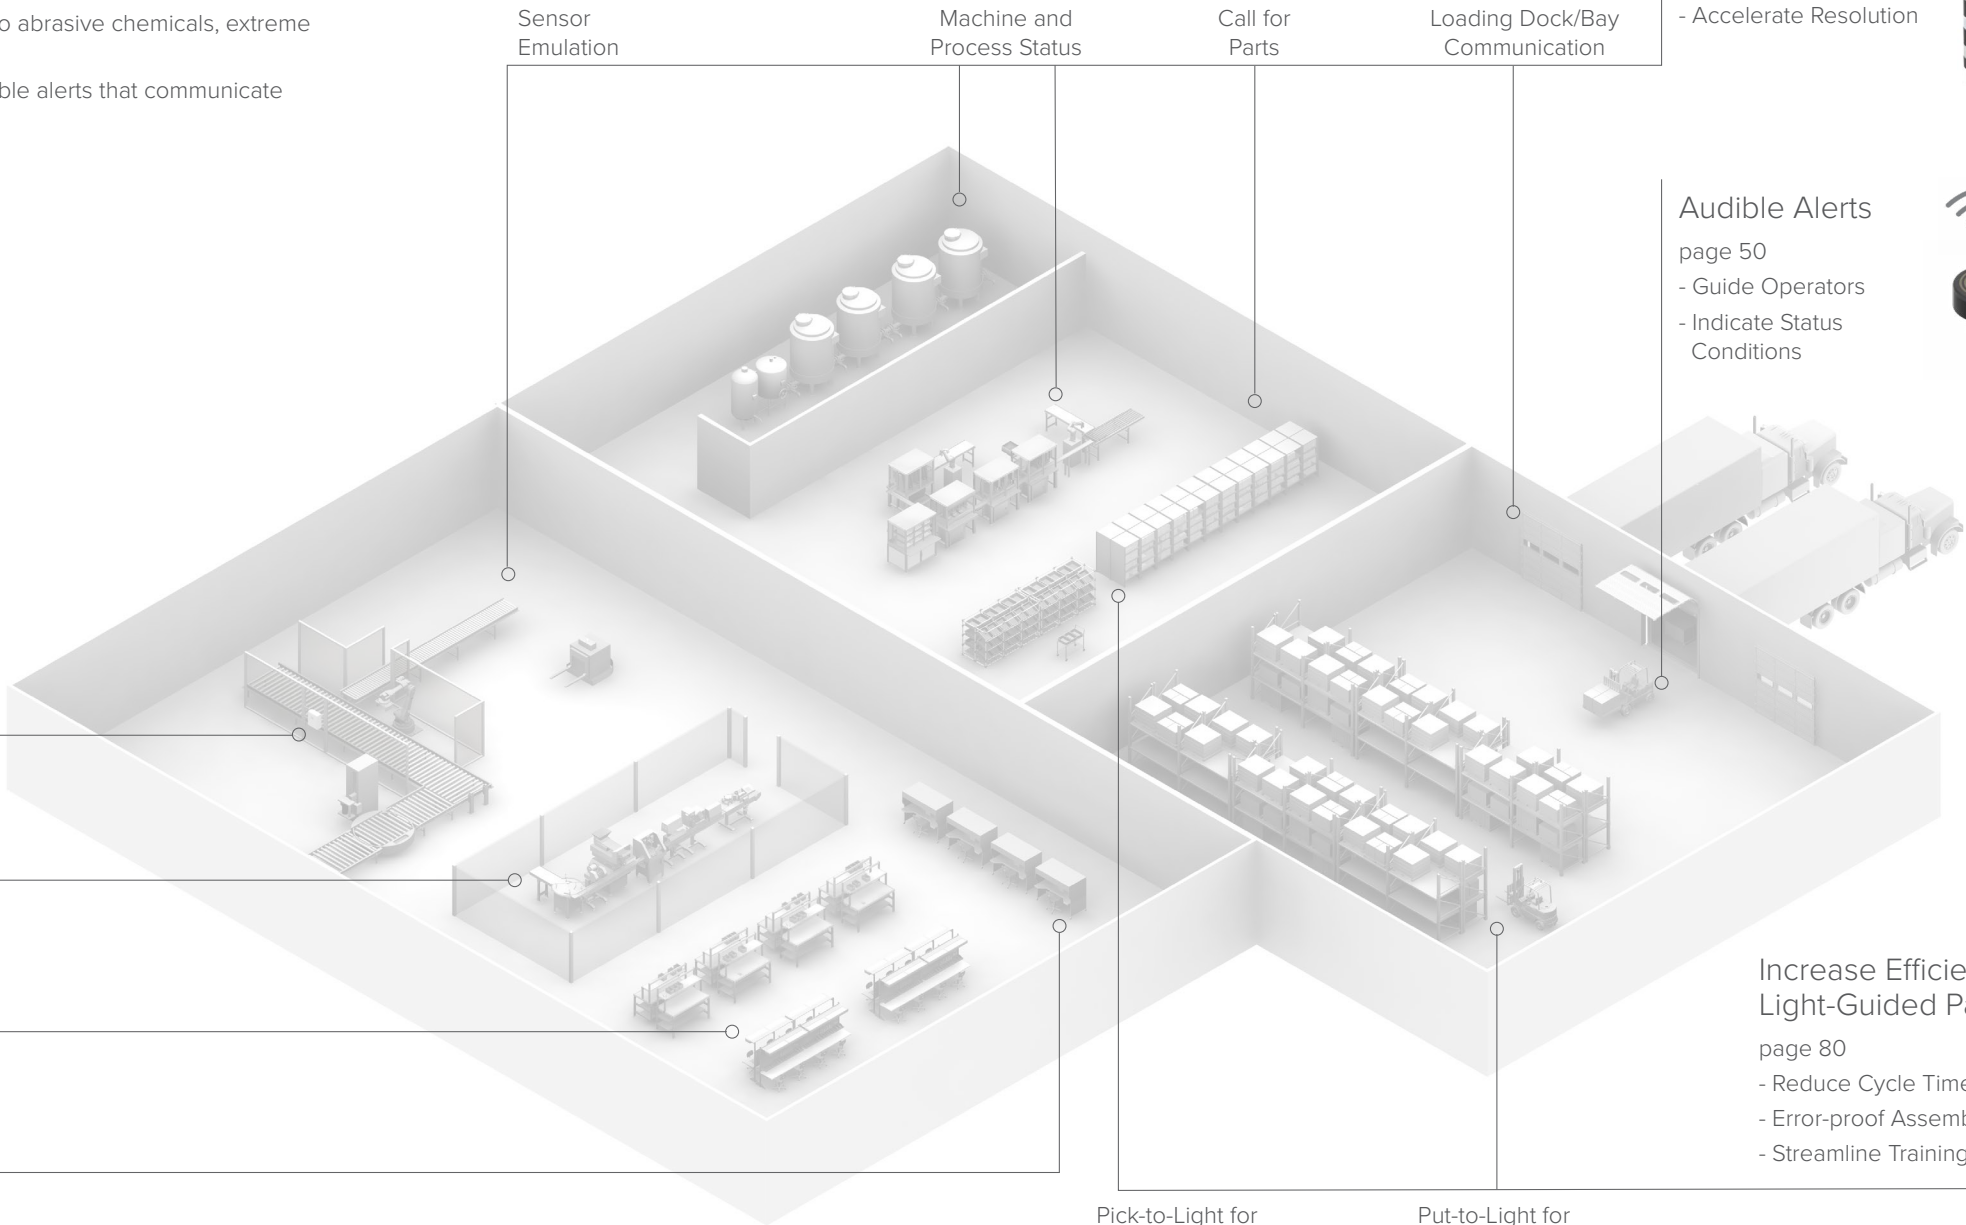 o abrasive chemicals, extreme
ble alerts that communicate
Sensor
Emulation
Machine and
Process Status
Call for
Parts
Loading Dock/Bay
Communication
- Accelerate Resolution
Audible Alerts
page 50
- Guide Operators
- Indicate Status
Conditions
Increase Efficie
Light-Guided Pa
page 80
- Reduce Cycle Time
- Error-proof Assemb
- Streamline Training
Pick-to-Light for
Put-to-Light for